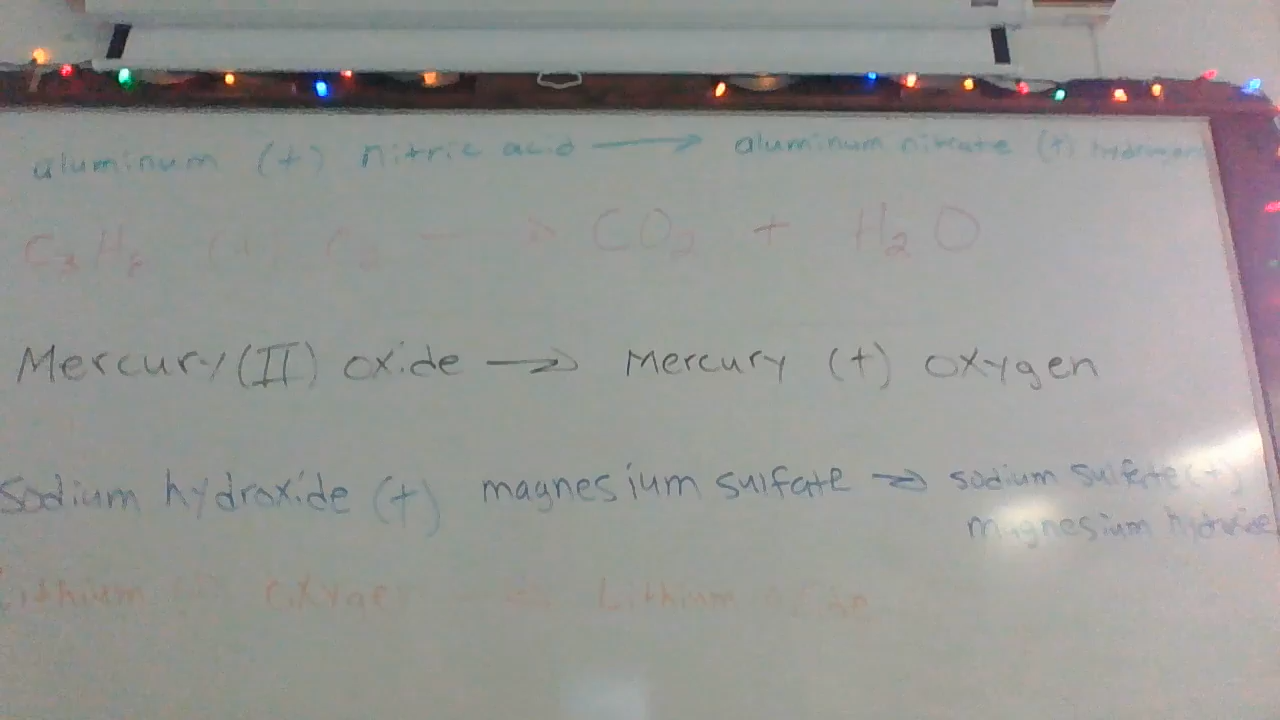 aluminum (+) nitric acid → aluminum nitrate (+) hydrogen
(+) → CO₂ + H₂O
Mercury (II) oxide → Mercury (+) oxygen
sodium hydroxide (+) magnesium sulfate → sodium sulfate (+)
magnesium hydroxide
Lithium oxygen → Lithium